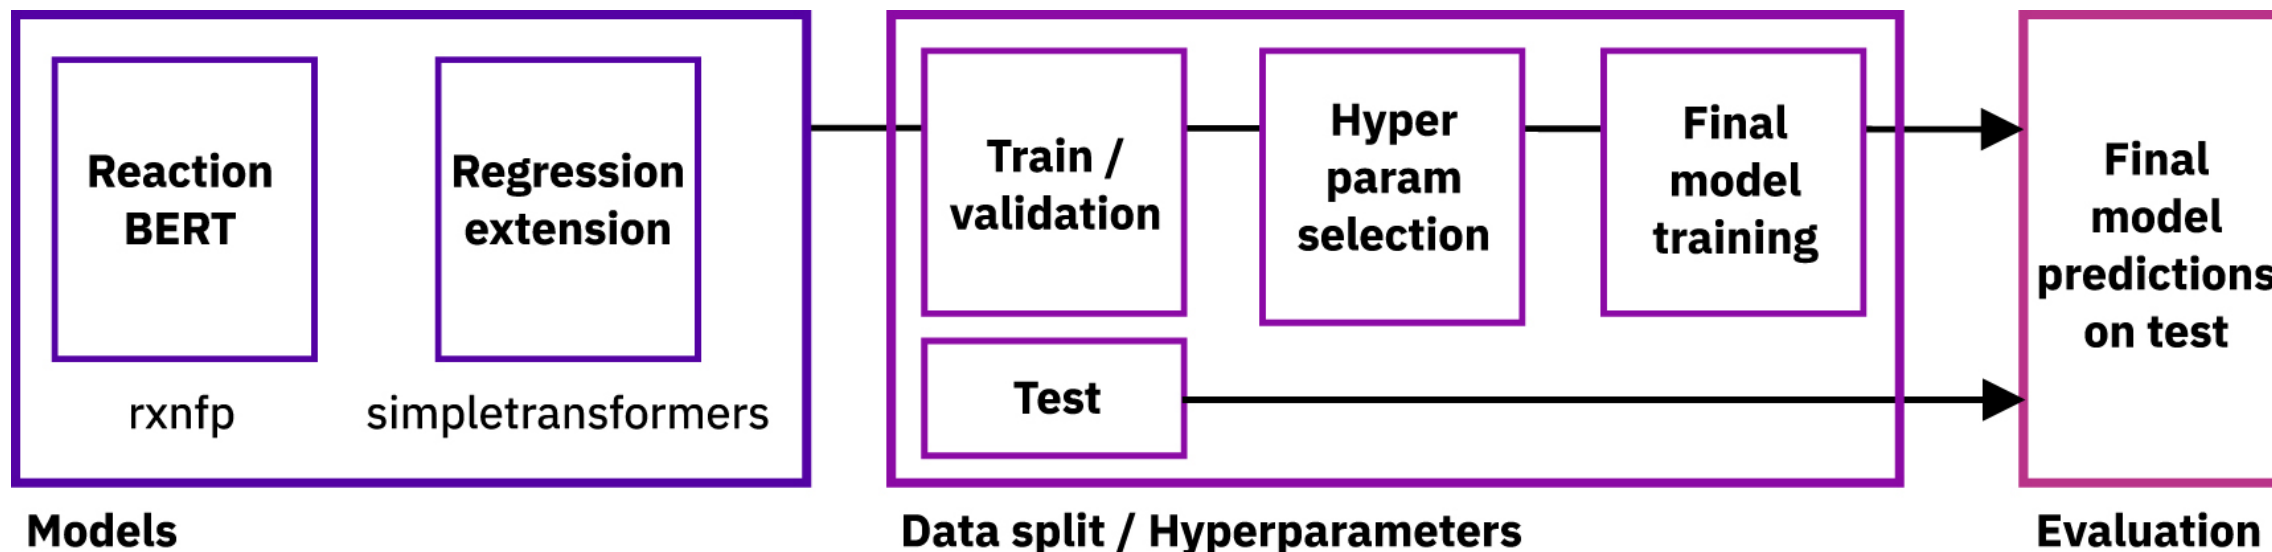 Reaction
BERT
rxnfp
Regression
extension
simpletransformers
Models
Train /
validation
Hyper
param
selection
Final
model
training
Test
Data split / Hyperparameters
Final
model
predictions
on test
Evaluation